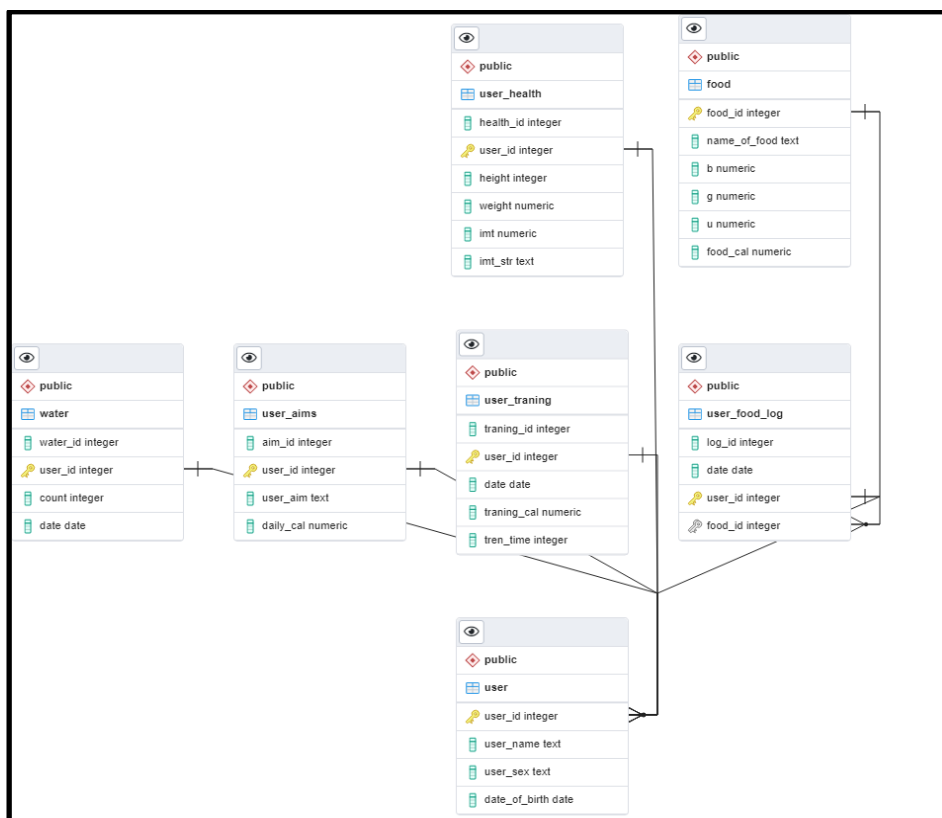 public
user_health
health_id integer
user_id integer
height integer
weight numeric
imt numeric
imt_str text
public
food
food_id integer
name_of_food text
b numeric
g numeric
u numeric
food_cal numeric
public
water
water_id integer
user_id integer
count integer
date date
public
user_aims
aim_id integer
user_id integer
user_aim text
daily_cal numeric
public
user_traning
traning_id integer
user_id integer
date date
traning_cal numeric
tren_time integer
public
user_food_log
log_id integer
date date
user_id integer
food_id integer
public
user
user_id integer
user_name text
user_sex text
date_of_birth date